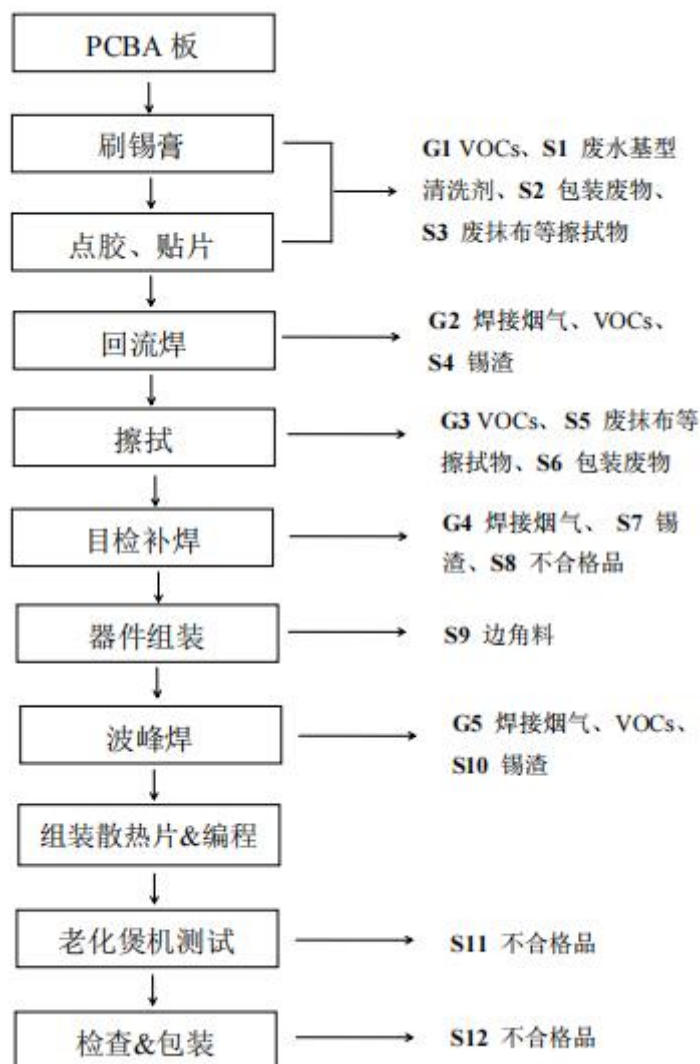 PCBA 板
刷锡膏
G1 VOCs、S1 废水基型
清洗剂、S2 包装废物、
S3 废抹布等擦拭物
点胶、贴片
回流焊
G2 焊接烟气、VOCs、
S4 锡渣
擦拭
G3 VOCs、S5 废抹布等
擦拭物、S6 包装废物
目检补焊
G4 焊接烟气、 S7 锡
渣、S8 不合格品
器件组装
S9 边角料
波峰焊
G5 焊接烟气、VOCs、
S10 锡渣
组装散热片&编程
老化煲机测试
S11 不合格品
检查&包装
S12 不合格品